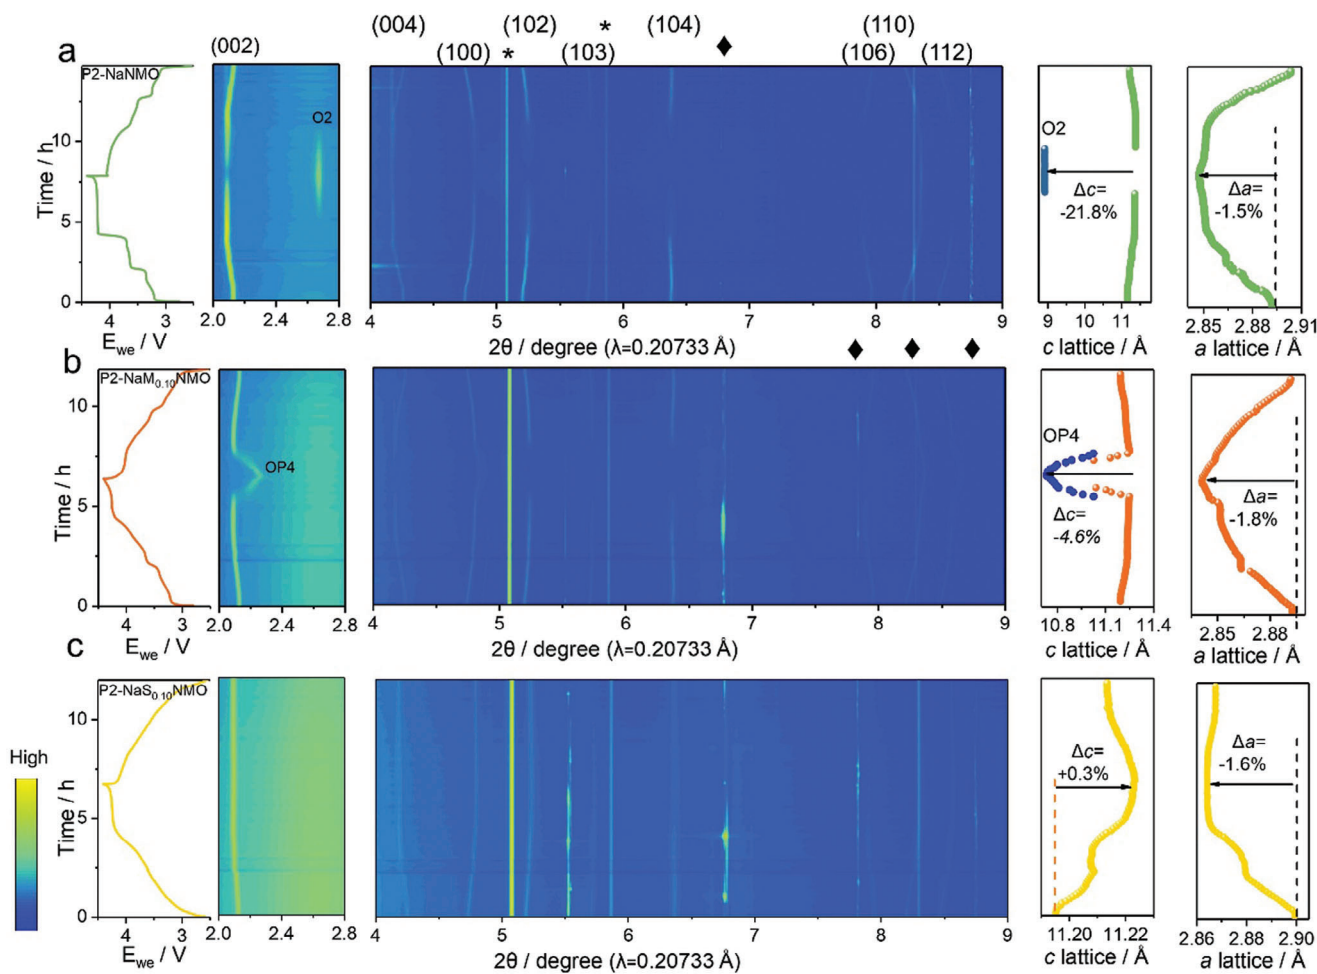 (004) (102) * (104) (110)
a (002) (100) * (103) ◆ (106) (112)
P2-NaNMO
O2
O2
Δc=
-21.8%
Δa=
-1.5%
Time / h
10
5
0
4 3
2.0 2.4 2.8
4 5 6 7 8 9
9 10 11
2.85 2.88 2.91
E_we / V
2θ / degree (λ=0.20733 Å)
c lattice / Å
a lattice / Å
◆ ◆ ◆
b
P2-NaM_0.10NMO
OP4
OP4
Δc=
-4.6%
Δa=
-1.8%
Time / h
10
5
0
4 3
2.0 2.4 2.8
4 5 6 7 8 9
10.8 11.1 11.4
2.85 2.88
E_we / V
2θ / degree (λ=0.20733 Å)
c lattice / Å
a lattice / Å
c
P2-NaS_0.10NMO
Δc=
+0.3%
Δa=
-1.6%
High
Time / h
10
5
0
4 3
2.0 2.4 2.8
4 5 6 7 8 9
11.20 11.22
2.86 2.88 2.90
Low
E_we / V
2θ / degree (λ=0.20733 Å)
c lattice / Å
a lattice / Å